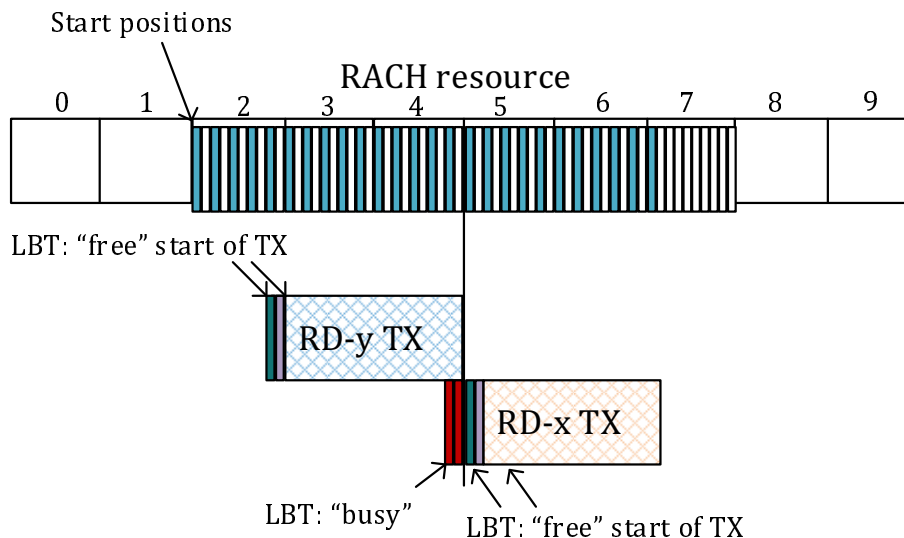 Start positions
RACH resource
0 1 2 3 4 5 6 7 8 9
LBT: “free” start of TX
RD-y TX
RD-x TX
LBT: “busy”
LBT: “free” start of TX